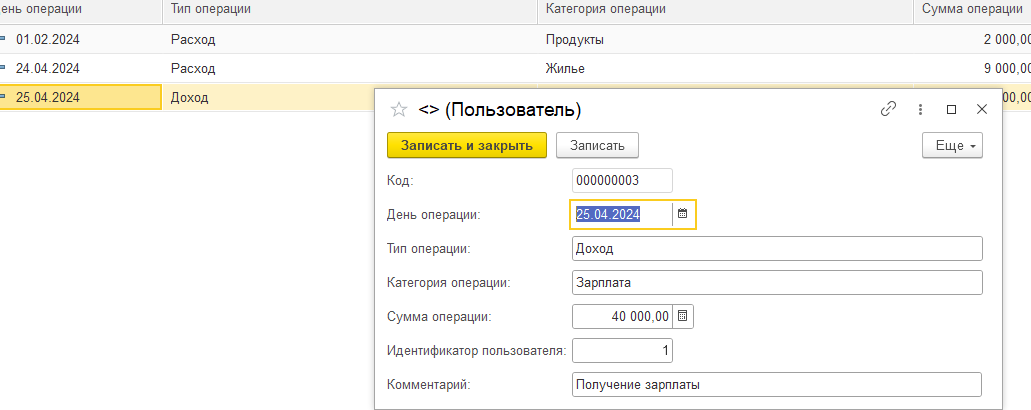 ень операции Тип операции Категория операции Сумма операции
01.02.2024 Расход Продукты 2 000,00
24.04.2024 Расход Жилье 9 000,00
25.04.2024 Доход 00,00
<> (Пользователь)
Записать и закрыть Записать Еще
Код: 000000003
День операции: 25.04.2024
Тип операции: Доход
Категория операции: Зарплата
Сумма операции: 40 000,00
Идентификатор пользователя: 1
Комментарий: Получение зарплаты